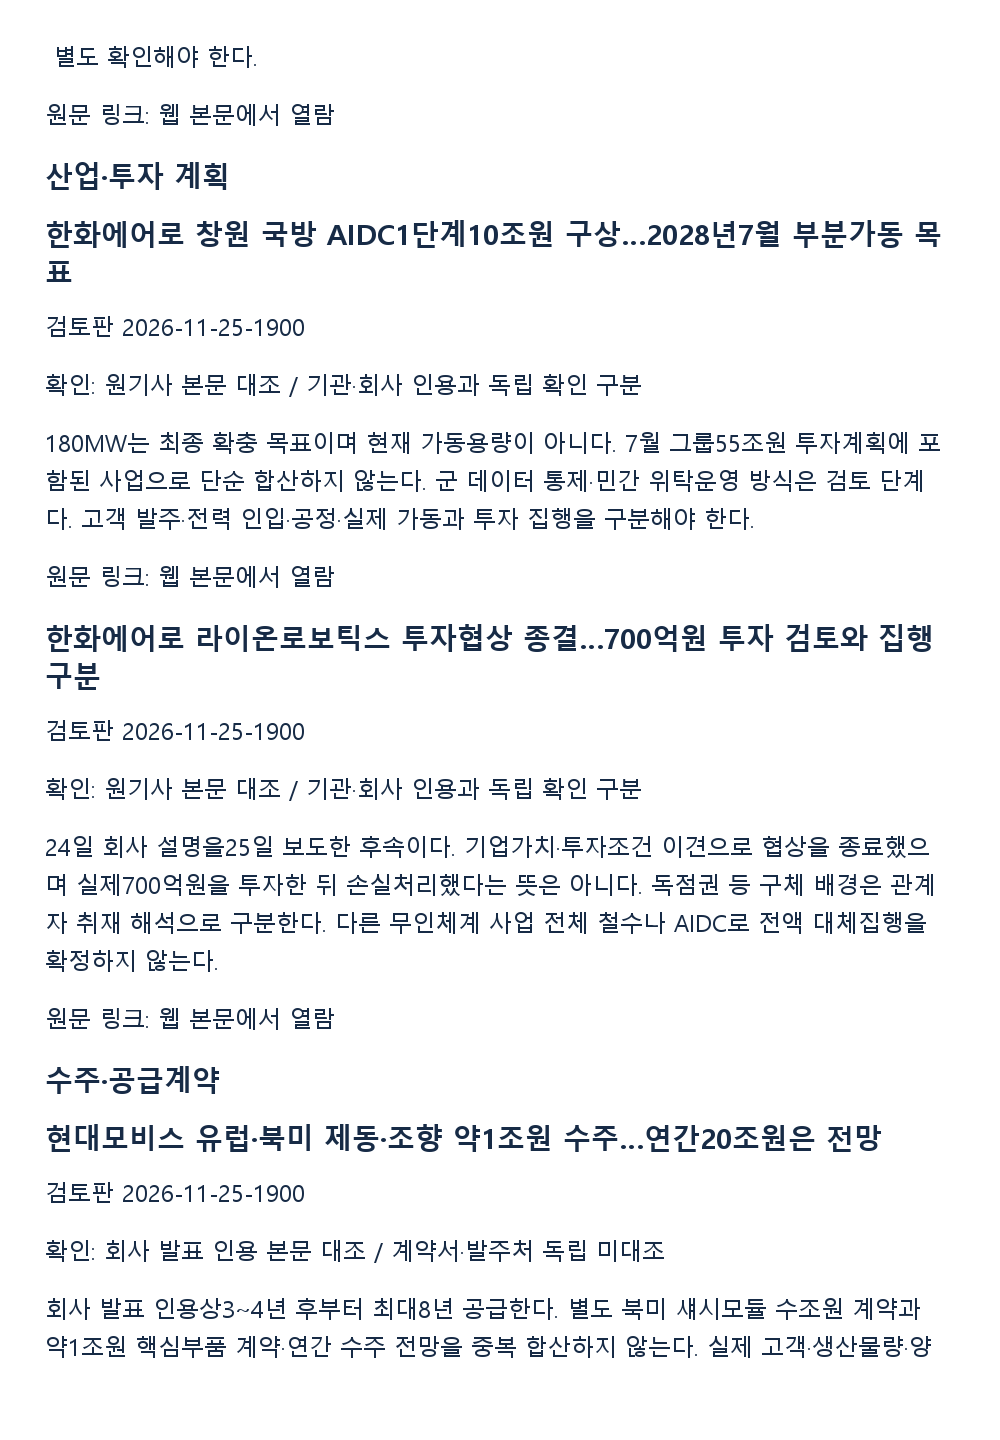 별도 확인해야 한다.
원문 링크: 웹 본문에서 열람
산업·투자 계획
한화에어로 창원 국방 AIDC1단계10조원 구상…2028년7월 부분가동 목
표
검토판 2026-11-25-1900
확인: 원기사 본문 대조 / 기관·회사 인용과 독립 확인 구분
180MW는 최종 확충 목표이며 현재 가동용량이 아니다. 7월 그룹55조원 투자계획에 포
함된 사업으로 단순 합산하지 않는다. 군 데이터 통제·민간 위탁운영 방식은 검토 단계
다. 고객 발주·전력 인입·공정·실제 가동과 투자 집행을 구분해야 한다.
원문 링크: 웹 본문에서 열람
한화에어로 라이온로보틱스 투자협상 종결…700억원 투자 검토와 집행
구분
검토판 2026-11-25-1900
확인: 원기사 본문 대조 / 기관·회사 인용과 독립 확인 구분
24일 회사 설명을25일 보도한 후속이다. 기업가치·투자조건 이견으로 협상을 종료했으
며 실제700억원을 투자한 뒤 손실처리했다는 뜻은 아니다. 독점권 등 구체 배경은 관계
자 취재 해석으로 구분한다. 다른 무인체계 사업 전체 철수나 AIDC로 전액 대체집행을
확정하지 않는다.
원문 링크: 웹 본문에서 열람
수주·공급계약
현대모비스 유럽·북미 제동·조향 약1조원 수주…연간20조원은 전망
검토판 2026-11-25-1900
확인: 회사 발표 인용 본문 대조 / 계약서·발주처 독립 미대조
회사 발표 인용상3~4년 후부터 최대8년 공급한다. 별도 북미 섀시모듈 수조원 계약과
약1조원 핵심부품 계약·연간 수주 전망을 중복 합산하지 않는다. 실제 고객·생산물량·양